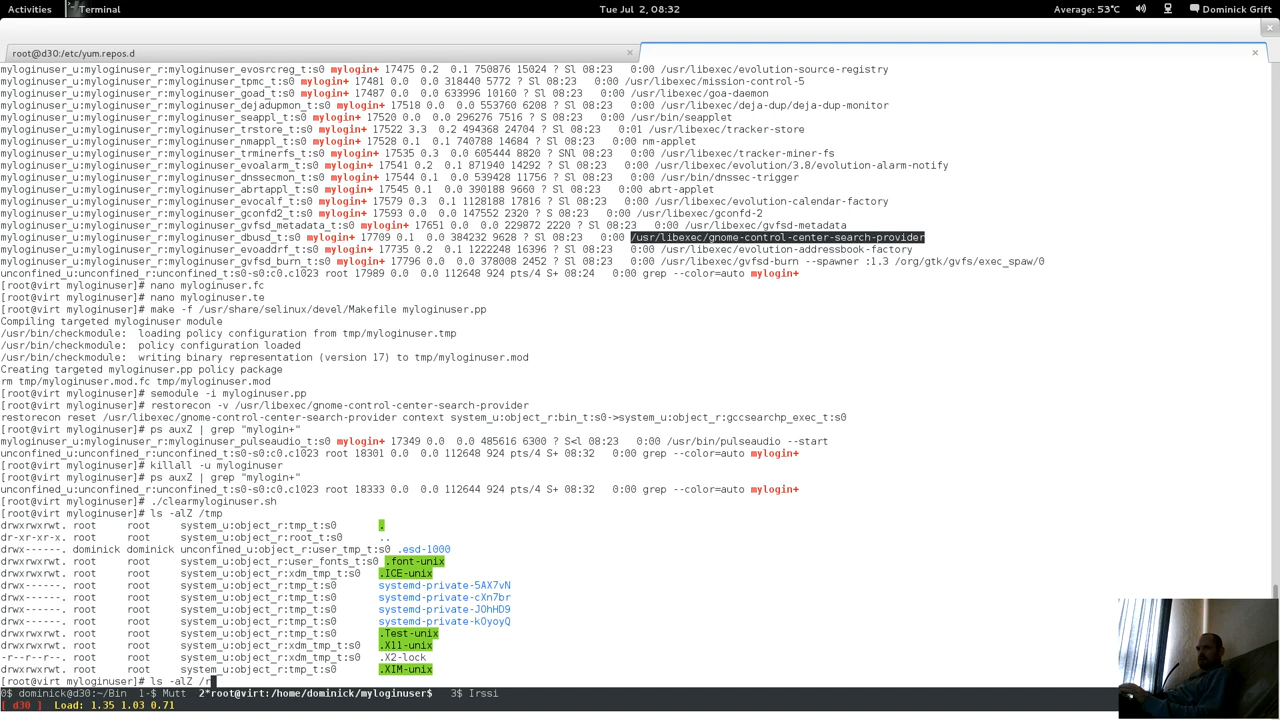 Activities Terminal Tue Jul 2, 08:32 Average: 53°C Dominick Grift
root@d30:/etc/yum.repos.d
myloginuser_u:myloginuser_r:myloginuser_evosrcreg_t:s0 mylogin+ 17475 0.2  0.1 750876 15024 ? Sl 08:23   0:00 /usr/libexec/evolution-source-registry
myloginuser_u:myloginuser_r:myloginuser_tpmc_t:s0 mylogin+ 17481 0.0  0.0 318440 5772 ? Sl 08:23   0:00 /usr/libexec/mission-control-5
myloginuser_u:myloginuser_r:myloginuser_goad_t:s0 mylogin+ 17487 0.0  0.0 633996 10160 ? Sl 08:23   0:00 /usr/libexec/goa-daemon
myloginuser_u:myloginuser_r:myloginuser_dejadupmon_t:s0 mylogin+ 17518 0.0  0.0 553760 6208 ? Sl 08:23   0:00 /usr/libexec/deja-dup/deja-dup-monitor
myloginuser_u:myloginuser_r:myloginuser_seappl_t:s0 mylogin+ 17520 0.0  0.0 296276 7516 ? S 08:23   0:00 /usr/bin/seapplet
myloginuser_u:myloginuser_r:myloginuser_trstore_t:s0 mylogin+ 17522 3.3  0.2 494368 24704 ? Sl 08:23   0:01 /usr/libexec/tracker-store
myloginuser_u:myloginuser_r:myloginuser_nmappl_t:s0 mylogin+ 17528 0.1  0.1 740788 14684 ? Sl 08:23   0:00 nm-applet
myloginuser_u:myloginuser_r:myloginuser_trminerfs_t:s0 mylogin+ 17535 0.3  0.0 605444 8820 ? SNl 08:23   0:00 /usr/libexec/tracker-miner-fs
myloginuser_u:myloginuser_r:myloginuser_evoalarm_t:s0 mylogin+ 17541 0.2  0.1 871940 14292 ? Sl 08:23   0:00 /usr/libexec/evolution/3.8/evolution-alarm-notify
myloginuser_u:myloginuser_r:myloginuser_dnssecmon_t:s0 mylogin+ 17544 0.1  0.0 539428 11756 ? Sl 08:23   0:00 /usr/bin/dnssec-trigger
myloginuser_u:myloginuser_r:myloginuser_abrtappl_t:s0 mylogin+ 17545 0.1  0.0 390188 9660 ? Sl 08:23   0:00 abrt-applet
myloginuser_u:myloginuser_r:myloginuser_evocalf_t:s0 mylogin+ 17579 0.3  0.1 1128188 17816 ? Sl 08:23   0:00 /usr/libexec/evolution-calendar-factory
myloginuser_u:myloginuser_r:myloginuser_gconfd2_t:s0 mylogin+ 17593 0.0  0.0 147552 2320 ? S 08:23   0:00 /usr/libexec/gconfd-2
myloginuser_u:myloginuser_r:myloginuser_gvfsd_metadata_t:s0 mylogin+ 17651 0.0  0.0 229872 2220 ? Sl 08:23   0:00 /usr/libexec/gvfsd-metadata
myloginuser_u:myloginuser_r:myloginuser_dbusd_t:s0 mylogin+ 17709 0.1  0.0 384232 9628 ? Sl 08:23   0:00 /usr/libexec/gnome-control-center-search-provider
myloginuser_u:myloginuser_r:myloginuser_evoaddrf_t:s0 mylogin+ 17735 0.2  0.1 1222248 16396 ? Sl 08:23   0:00 /usr/libexec/evolution-addressbook-factory
myloginuser_u:myloginuser_r:myloginuser_gvfsd_burn_t:s0 mylogin+ 17796 0.0  0.0 378008 2452 ? Sl 08:23   0:00 /usr/libexec/gvfsd-burn --spawner :1.3 /org/gtk/gvfs/exec_spaw/0
unconfined_u:unconfined_r:unconfined_t:s0-s0:c0.c1023 root 17989 0.0  0.0 112648 924 pts/4 S+ 08:24   0:00 grep --color=auto mylogin+
[root@virt myloginuser]# nano myloginuser.fc
[root@virt myloginuser]# nano myloginuser.te
[root@virt myloginuser]# make -f /usr/share/selinux/devel/Makefile myloginuser.pp
Compiling targeted myloginuser module
/usr/bin/checkmodule:  loading policy configuration from tmp/myloginuser.tmp
/usr/bin/checkmodule:  policy configuration loaded
/usr/bin/checkmodule:  writing binary representation (version 17) to tmp/myloginuser.mod
Creating targeted myloginuser.pp policy package
rm tmp/myloginuser.mod.fc tmp/myloginuser.mod
[root@virt myloginuser]# semodule -i myloginuser.pp
[root@virt myloginuser]# restorecon -v /usr/libexec/gnome-control-center-search-provider
restorecon reset /usr/libexec/gnome-control-center-search-provider context system_u:object_r:bin_t:s0->system_u:object_r:gccsearchp_exec_t:s0
[root@virt myloginuser]# ps auxZ | grep "mylogin+"
myloginuser_u:myloginuser_r:myloginuser_pulseaudio_t:s0 mylogin+ 17349 0.0  0.0 485616 6300 ? S<l 08:23   0:00 /usr/bin/pulseaudio --start
unconfined_u:unconfined_r:unconfined_t:s0-s0:c0.c1023 root 18301 0.0  0.0 112648 924 pts/4 S+ 08:32   0:00 grep --color=auto mylogin+
[root@virt myloginuser]# killall -u myloginuser
[root@virt myloginuser]# ps auxZ | grep "mylogin+"
unconfined_u:unconfined_r:unconfined_t:s0-s0:c0.c1023 root 18333 0.0  0.0 112644 924 pts/4 S+ 08:32   0:00 grep --color=auto mylogin+
[root@virt myloginuser]# ./clearmyloginuser.sh
[root@virt myloginuser]# ls -alZ /tmp
drwxrwxrwt. root     root     system_u:object_r:tmp_t:s0       .
dr-xr-xr-x. root     root     system_u:object_r:root_t:s0      ..
drwx------. dominick dominick unconfined_u:object_r:user_tmp_t:s0 .esd-1000
drwxrwxrwt. root     root     system_u:object_r:user_fonts_t:s0 .font-unix
drwxrwxrwt. root     root     system_u:object_r:xdm_tmp_t:s0   .ICE-unix
drwx------. root     root     system_u:object_r:tmp_t:s0       systemd-private-5AX7vN
drwx------. root     root     system_u:object_r:tmp_t:s0       systemd-private-cXn7br
drwx------. root     root     system_u:object_r:tmp_t:s0       systemd-private-JOhHD9
drwx------. root     root     system_u:object_r:tmp_t:s0       systemd-private-kOyoyQ
drwxrwxrwt. root     root     system_u:object_r:tmp_t:s0       .Test-unix
drwxrwxrwt. root     root     system_u:object_r:xdm_tmp_t:s0   .X11-unix
-r--r--r--. root     root     system_u:object_r:xdm_tmp_t:s0   .X2-lock
drwxrwxrwt. root     root     system_u:object_r:tmp_t:s0       .XIM-unix
[root@virt myloginuser]# ls -alZ /r
0$ dominick@d30:~/Bin  1-$ Mutt  2*root@virt:/home/dominick/myloginuser$   3$ Irssi
[ d30 ] Load: 1.35 1.03 0.71